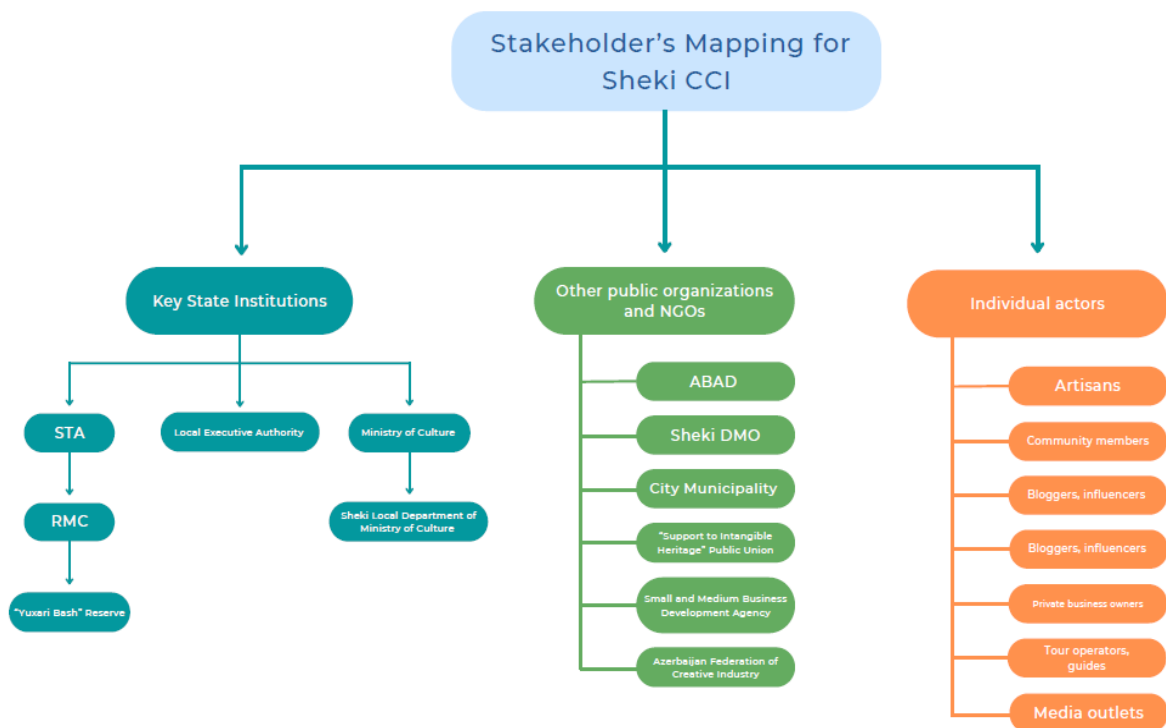 Stakeholder's Mapping for
Sheki CCI
Key State Institutions
STA
Local Executive Authority
Ministry of Culture
RMC
Sheki Local Department of
Ministry of Culture
"Yuxari Bash" Reserve
Other public organizations
and NGOs
ABAD
Sheki DMO
City Municipality
"Support to Intangible
Heritage" Public Union
Small and Medium Business
Development Agency
Azerbaijan Federation of
Creative Industry
Individual actors
Artisans
Community members
Bloggers, influencers
Bloggers, influencers
Private business owners
Tour operators,
guides
Media outlets